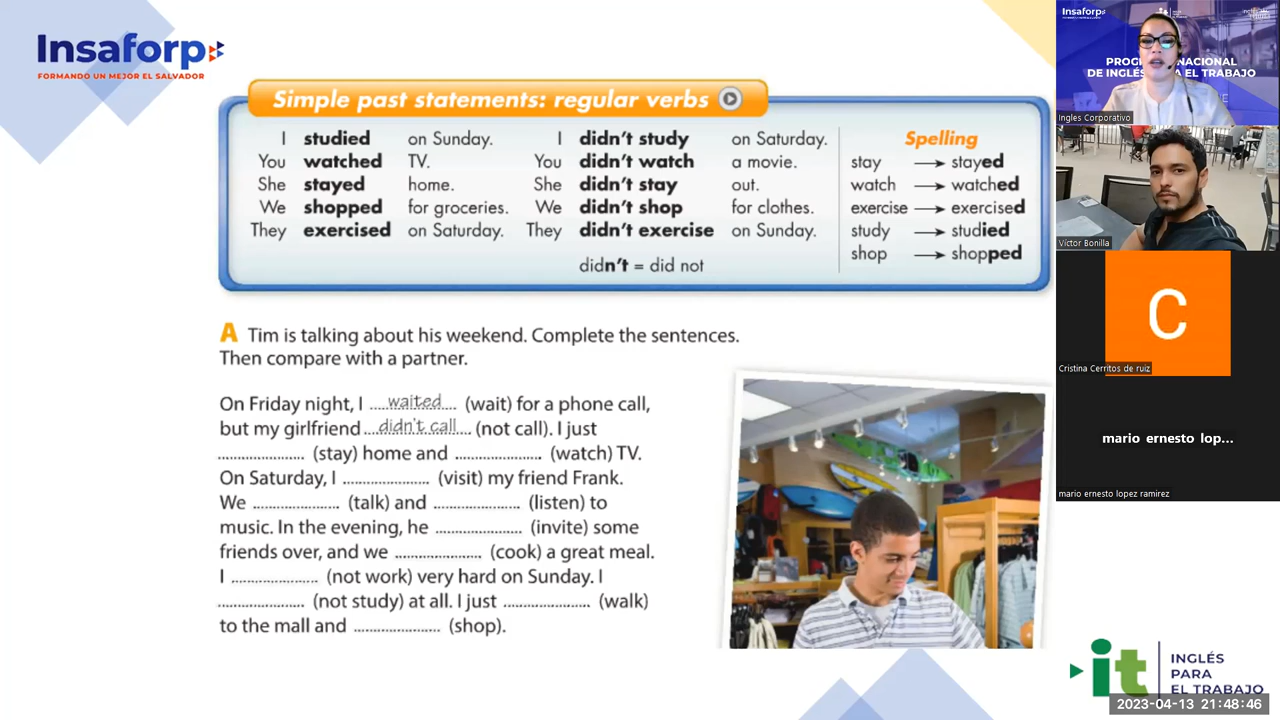 Insaforp
FORMANDO UN MEJOR EL SALVADOR
Simple past statements: regular verbs
I studied on Sunday. I didn't study on Saturday.
You watched TV. You didn't watch a movie.
She stayed home. She didn't stay out.
We shopped for groceries. We didn't shop for clothes.
They exercised on Saturday. They didn't exercise on Sunday.
didn't = did not
Spelling
stay → stayed
watch → watched
exercise → exercised
study → studied
shop → shopped
A Tim is talking about his weekend. Complete the sentences.
Then compare with a partner.
On Friday night, I waited (wait) for a phone call,
but my girlfriend didn't call (not call). I just
.................... (stay) home and .................... (watch) TV.
On Saturday, I .................... (visit) my friend Frank.
We .................... (talk) and .................... (listen) to
music. In the evening, he .................... (invite) some
friends over, and we .................... (cook) a great meal.
I .................... (not work) very hard on Sunday. I
.................... (not study) at all. I just .................... (walk)
to the mall and .................... (shop).
Insaforp
PROGRAMA NACIONAL
DE INGLÉS PARA EL TRABAJO
Ingles Corporativo
Víctor Bonilla
C
Cristina Cerritos de ruiz
mario ernesto lop...
mario ernesto lopez ramirez
it
INGLÉS
PARA
EL TRABAJO
2023-04-13 21:48:46